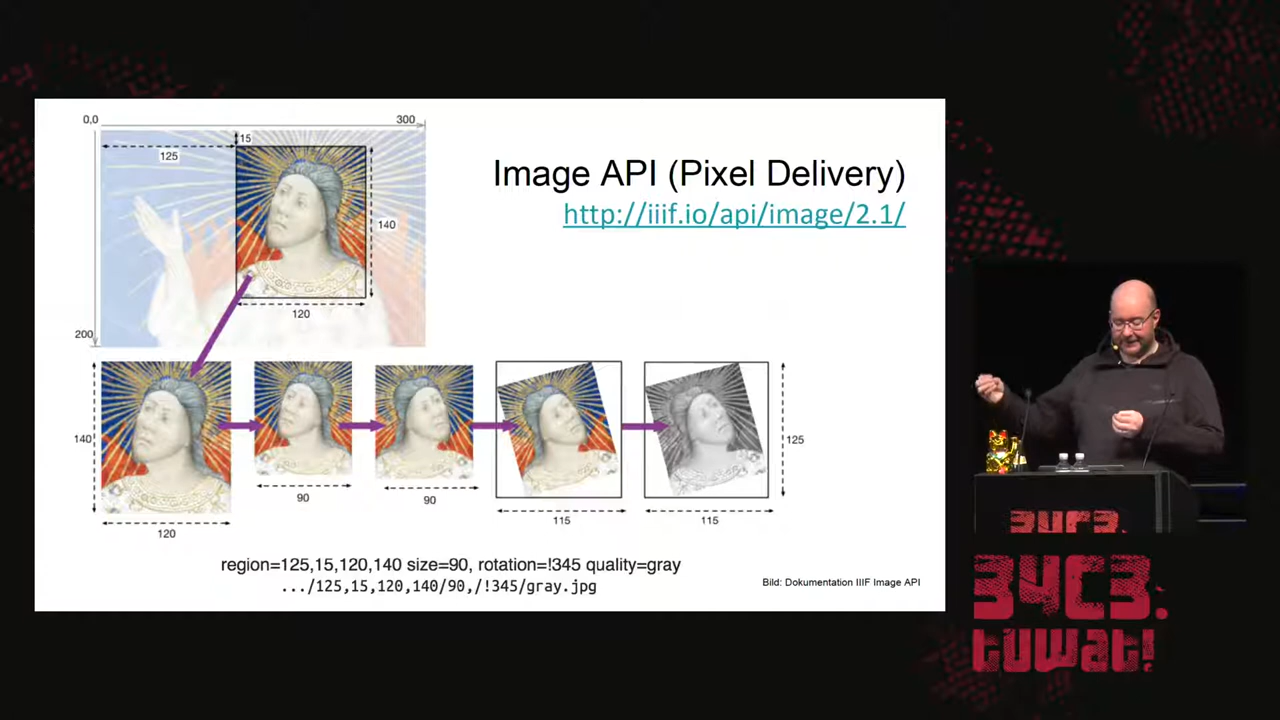 0,0
300
15
125
140
120
200
Image API (Pixel Delivery)
http://iiif.io/api/image/2.1/
140
120
90
90
115
115
125
region=125,15,120,140 size=90, rotation=!345 quality=gray
.../125,15,120,140/90,/!345/gray.jpg
Bild: Dokumentation IIIF Image API
34C3.
34C3.
tuwat!